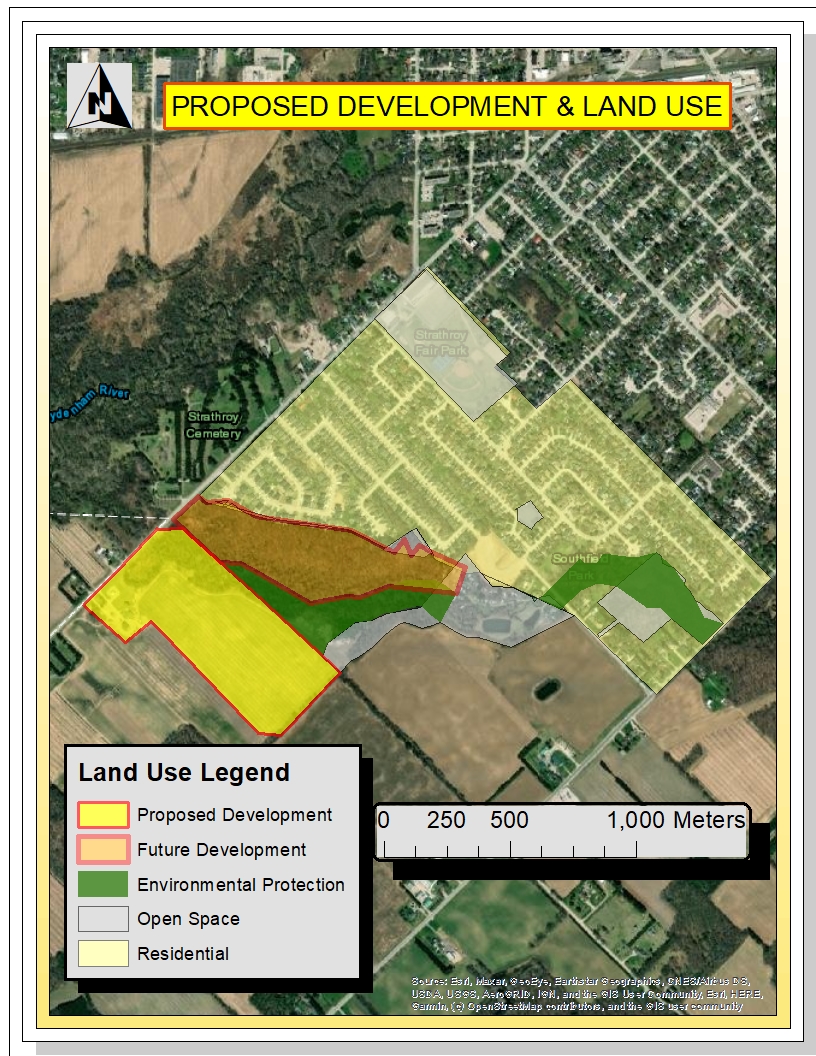 N
PROPOSED DEVELOPMENT & LAND USE
Strathroy
Fair Park
ydenham River
Strathroy
Cemetery
Southfield
Park
Land Use Legend
Proposed Development
Future Development
Environmental Protection
Open Space
Residential
0 250 500 1,000 Meters
Source: Esri, Maxar, GeoEye, Earthstar Geographics, CNES/Airbus DS,
USDA, USGS, AeroGRID, IGN, and the GIS User Community, Esri, HERE,
Garmin, (c) OpenStreetMap contributors, and the GIS user community